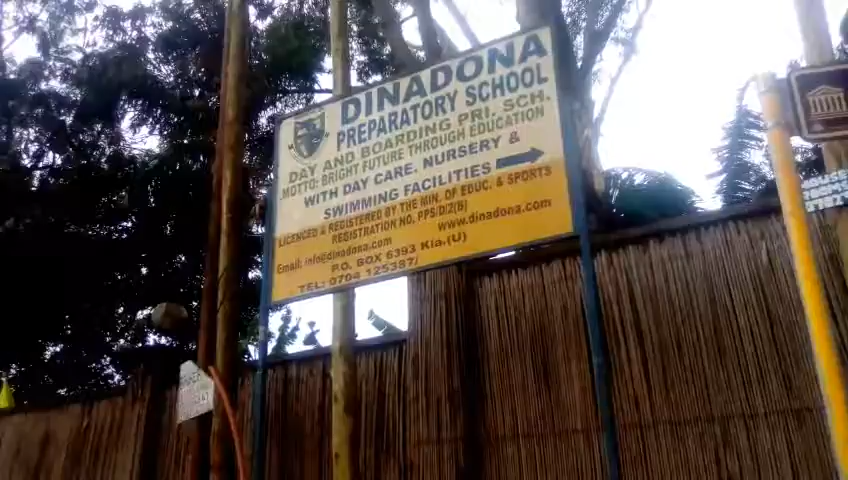 DINADONA
PREPARATORY SCHOOL
DAY AND BOARDING PRI. SCH.
MOTTO: BRIGHT FUTURE THROUGH EDUCATION
WITH DAY CARE, NURSERY &
SWIMMING FACILITIES
LICENCED & REGISTERED BY THE MIN. OF EDUC. & SPORTS
REGISTRATION NO. PPS/D/2(B)
Email: info@dinadona.com www.dinadona.com
P.O. BOX 6393 Kla.(U)
TEL: 0704 125387/